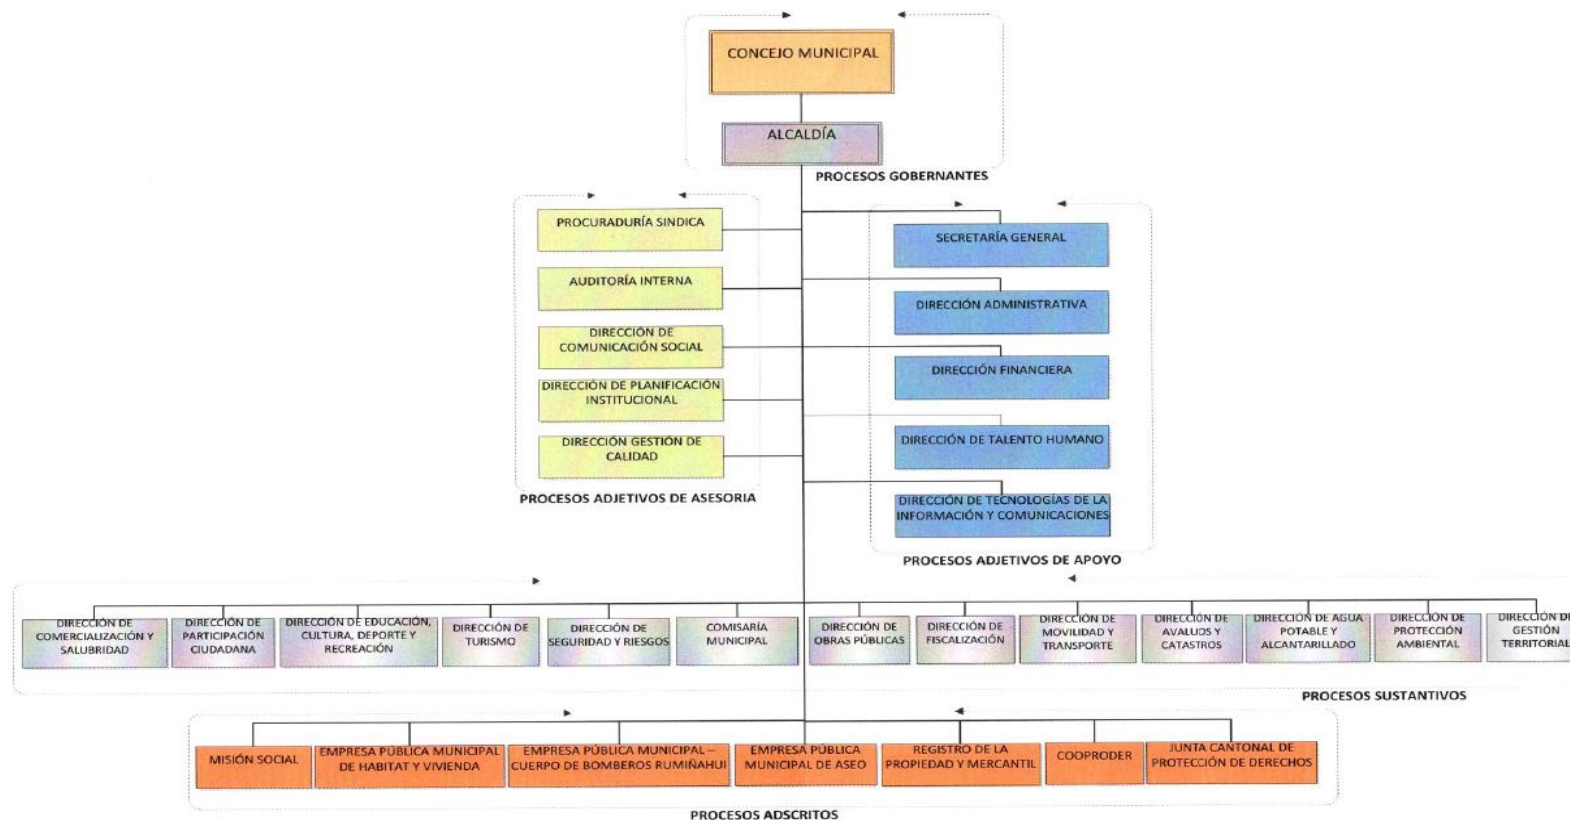 CONCEJO MUNICIPAL
ALCALDÍA
PROCESOS GOBERNANTES
PROCURADURÍA SINDICA
AUDITORÍA INTERNA
DIRECCIÓN DE
COMUNICACIÓN SOCIAL
DIRECCIÓN DE PLANIFICACIÓN
INSTITUCIONAL
DIRECCIÓN GESTIÓN DE
CALIDAD
PROCESOS ADJETIVOS DE ASESORIA
SECRETARÍA GENERAL
DIRECCIÓN ADMINISTRATIVA
DIRECCIÓN FINANCIERA
DIRECCIÓN DE TALENTO HUMANO
DIRECCIÓN DE TECNOLOGÍAS DE LA
INFORMACIÓN Y COMUNICACIONES
PROCESOS ADJETIVOS DE APOYO
DIRECCIÓN DE
COMERCIALIZACIÓN Y
SALUBRIDAD
DIRECCIÓN DE
PARTICIPACIÓN
CIUDADANA
DIRECCIÓN DE EDUCACIÓN,
CULTURA, DEPORTE Y
RECREACIÓN
DIRECCIÓN DE
TURISMO
DIRECCIÓN DE
SEGURIDAD Y RIESGOS
COMISARÍA
MUNICIPAL
DIRECCIÓN DE
OBRAS PÚBLICAS
DIRECCIÓN DE
FISCALIZACIÓN
DIRECCIÓN DE
MOVILIDAD Y
TRANSPORTE
DIRECCIÓN DE
AVALUOS Y
CATASTROS
DIRECCIÓN DE AGUA
POTABLE Y
ALCANTARILLADO
DIRECCIÓN DE
PROTECCIÓN
AMBIENTAL
DIRECCIÓN DE
GESTIÓN
TERRITORIAL
PROCESOS SUSTANTIVOS
MISIÓN SOCIAL
EMPRESA PÚBLICA MUNICIPAL
DE HABITAT Y VIVIENDA
EMPRESA PÚBLICA MUNICIPAL –
CUERPO DE BOMBEROS RUMIÑAHUI
EMPRESA PÚBLICA
MUNICIPAL DE ASEO
REGISTRO DE LA
PROPIEDAD Y MERCANTIL
COOPRODER
JUNTA CANTONAL DE
PROTECCIÓN DE DERECHOS
PROCESOS ADSCRITOS